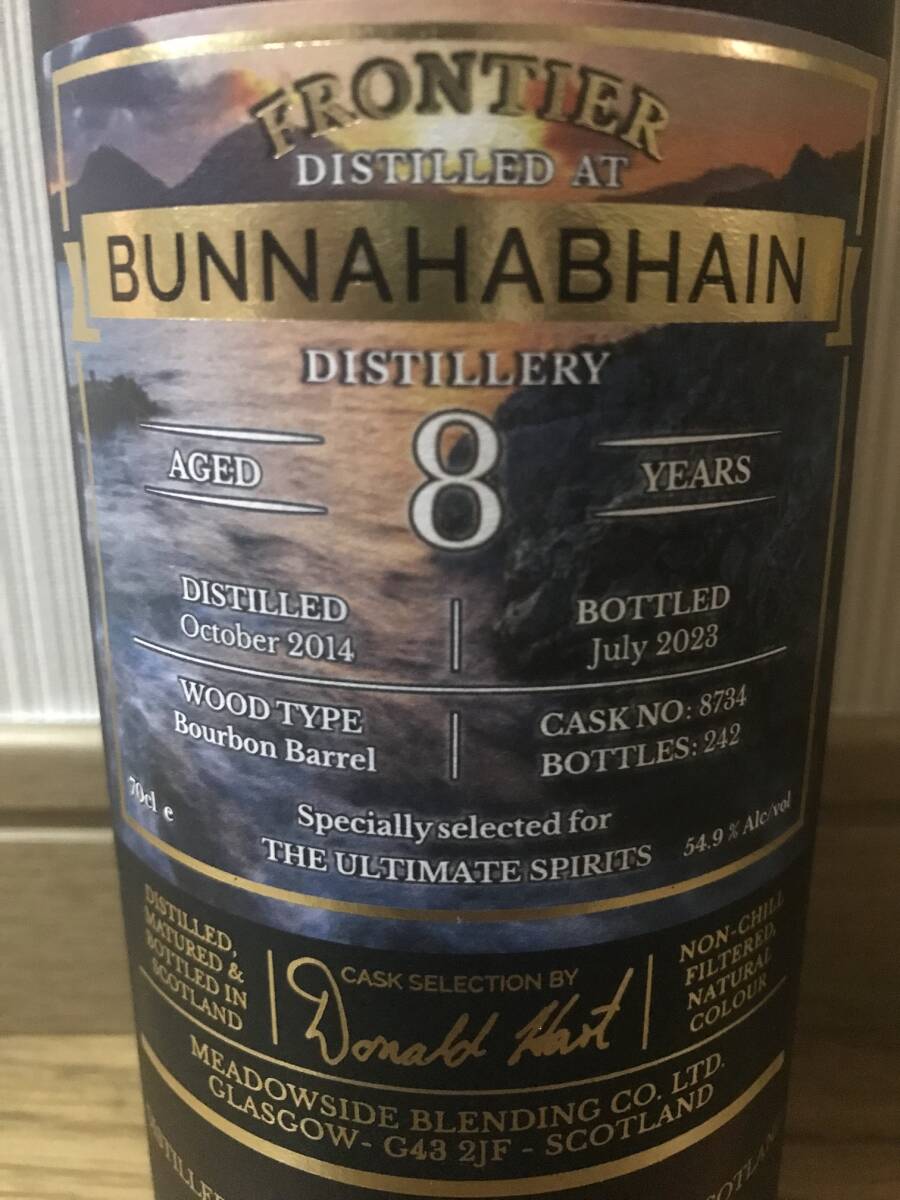 FRONTIER
DISTILLED AT
BUNNAHABHAIN
DISTILLERY
AGED 8 YEARS
DISTILLED
October 2014
BOTTLED
July 2023
WOOD TYPE
Bourbon Barrel
CASK NO: 8734
BOTTLES: 242
70cl e
Specially selected for
THE ULTIMATE SPIRITS
54.9 % Alc/vol
DISTILLED,
MATURED &
BOTTLED IN
SCOTLAND
CASK SELECTION BY
Donald Hart
NON-CHILL
FILTERED,
NATURAL
COLOUR
MEADOWSIDE BLENDING CO. LTD.
GLASGOW- G43 2JF - SCOTLAND